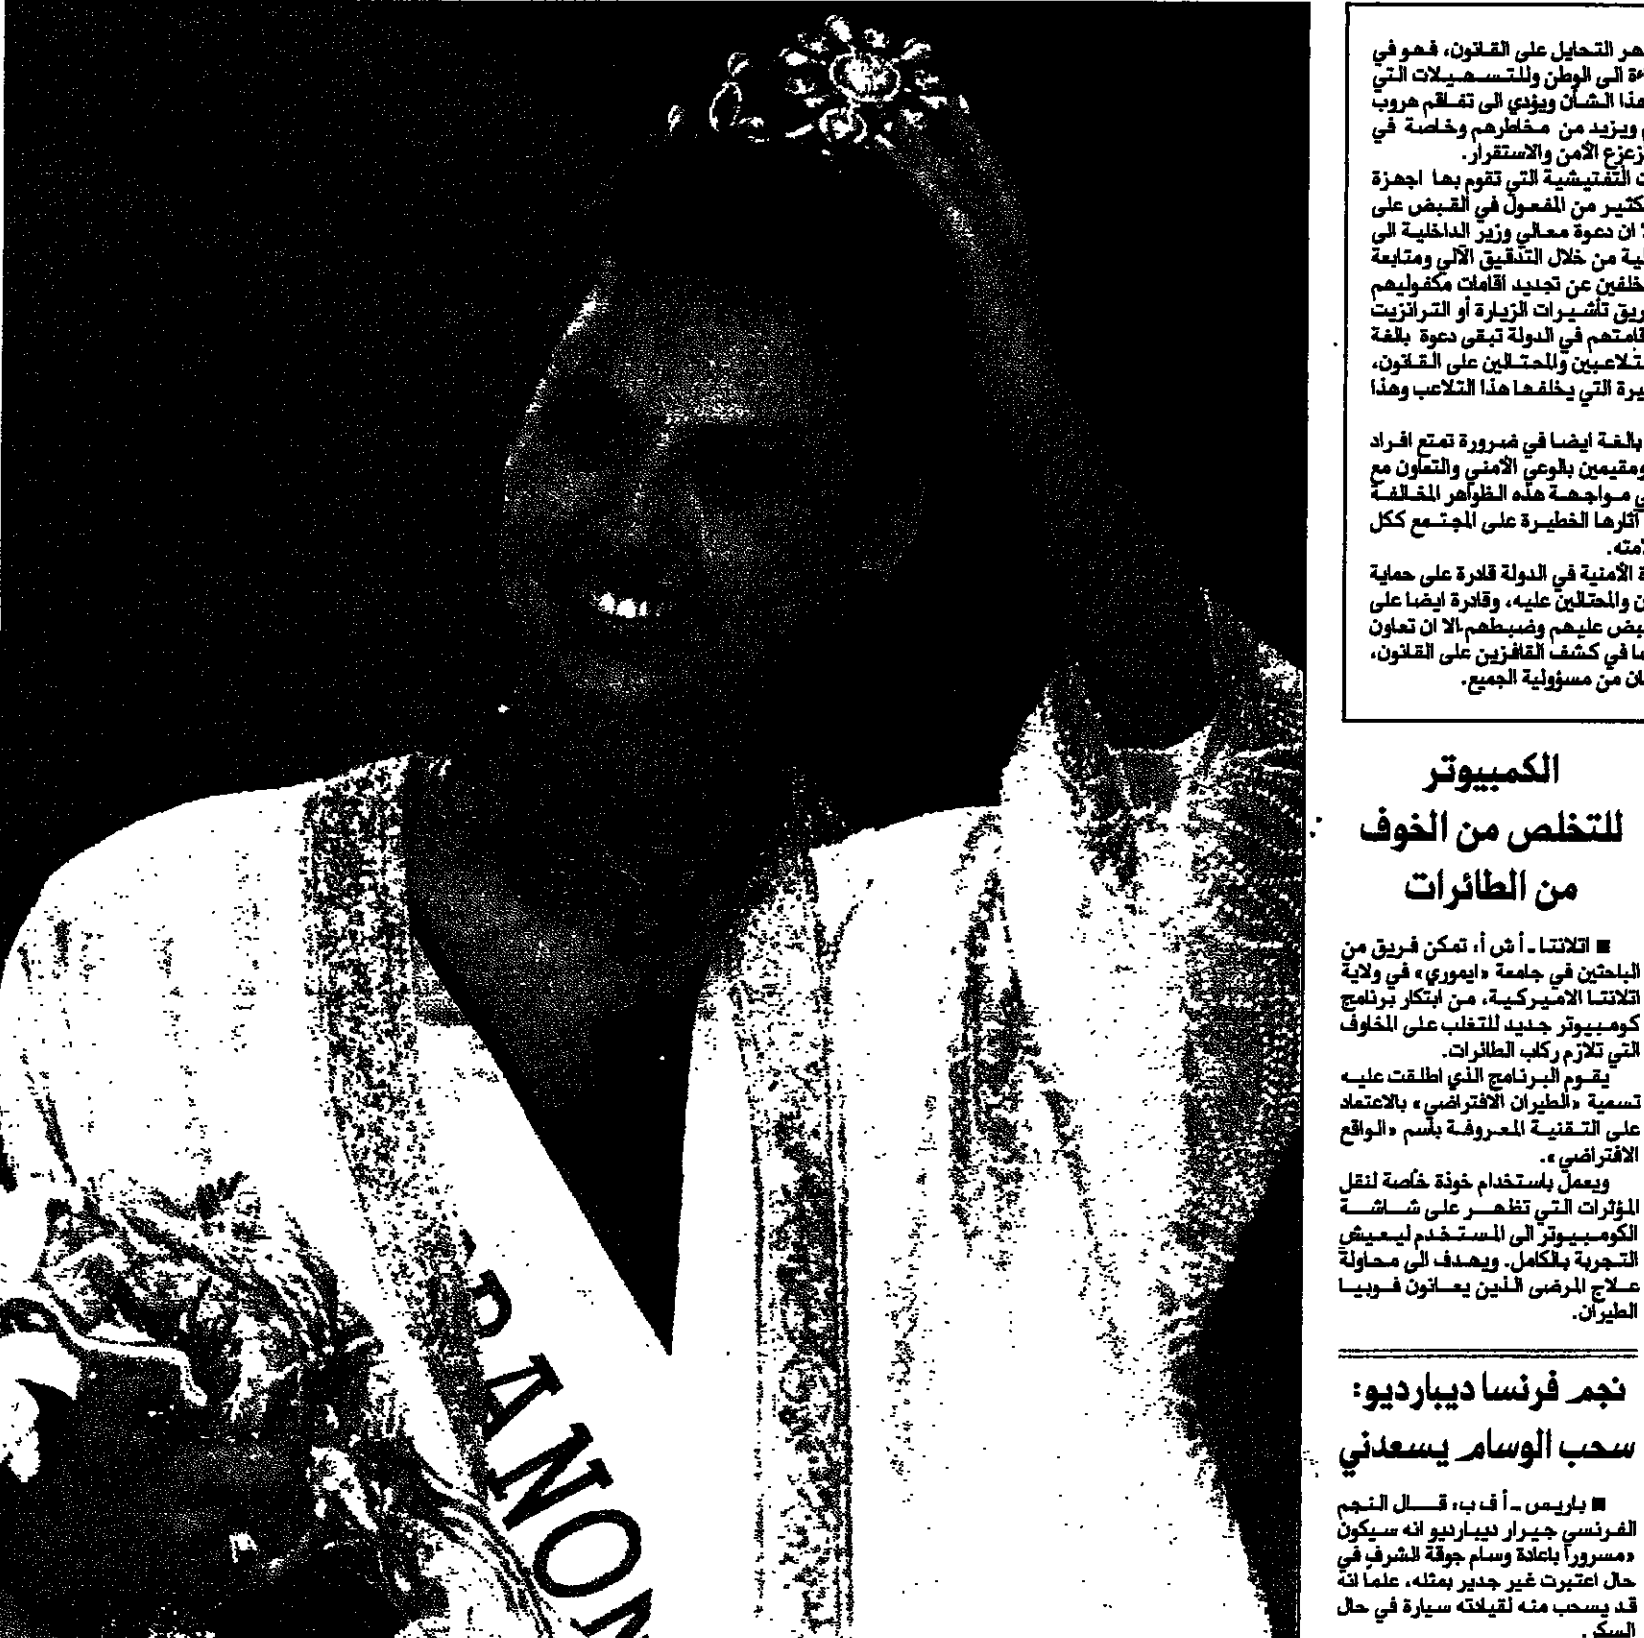 هر التحايل على القانون، فهو في
ة الى الوطن وللتسهيلات التي
هذا الشأن ويؤدي الى تفاقم هروب
ويزيد من مخاطرهم وخاصة في
زعزع الأمن والاستقرار.
ت التفتيشية التي تقوم بها اجهزة
كثير من المفعول في القبض على
ان دعوة معالي وزير الداخلية الى
لية من خلال التدقيق الآلي ومتابعة
خلفين عن تجديد اقامات مكفوليهم
ريق تأشيرات الزيارة أو الترانزيت
قامتهم في الدولة تبقى دعوة بالغة
تلاعبين والمحتالين على القانون،
يرة التي يخلفها هذا التلاعب وهذا
بالغة ايضا في ضرورة تمتع افراد
ومقيمين بالوعي الأمني والتعاون مع
ي مواجهة هذه الظواهر المخالفة
آثارها الخطيرة على المجتمع ككل
امته.
ة الأمنية في الدولة قادرة على حماية
ن والمحتالين عليه، وقادرة ايضا على
بض عليهم وضبطهم الا ان تعاون
ما في كشف القافزين على القانون،
ان من مسؤولية الجميع.
الكمبيوتر
للتخلص من الخوف
من الطائرات
■ اتلانتا ـ أ ش أ، تمكن فريق من
الباحثين في جامعة «ايموري» في ولاية
اتلانتا الاميركية، من ابتكار برنامج
كومبيوتر جديد للتغلب على المخاوف
التي تلازم ركاب الطائرات.
يقوم البرنامج الذي اطلقت عليه
تسمية «الطيران الافتراضي» بالاعتماد
على التقنية المعروفة باسم «الواقع
الافتراضي».
ويعمل باستخدام خوذة خاصة لنقل
المؤثرات التي تظهر على شاشة
الكومبيوتر الى المستخدم ليعيش
التجربة بالكامل. ويهدف الى محاولة
علاج المرضى الذين يعانون فوبيا
الطيران.
نجم فرنسا ديبارديو:
سحب الوسام يسعدني
■ باريس ـ أ ف ب، قال النجم
الفرنسي جيرار ديبارديو انه سيكون
«مسروراً باعادة وسام جوقة الشرف في
حال اعتبرت غير جدير بمثله، علما انه
قد يسحب منه لقيادته سيارة في حال
السكر.
RANO